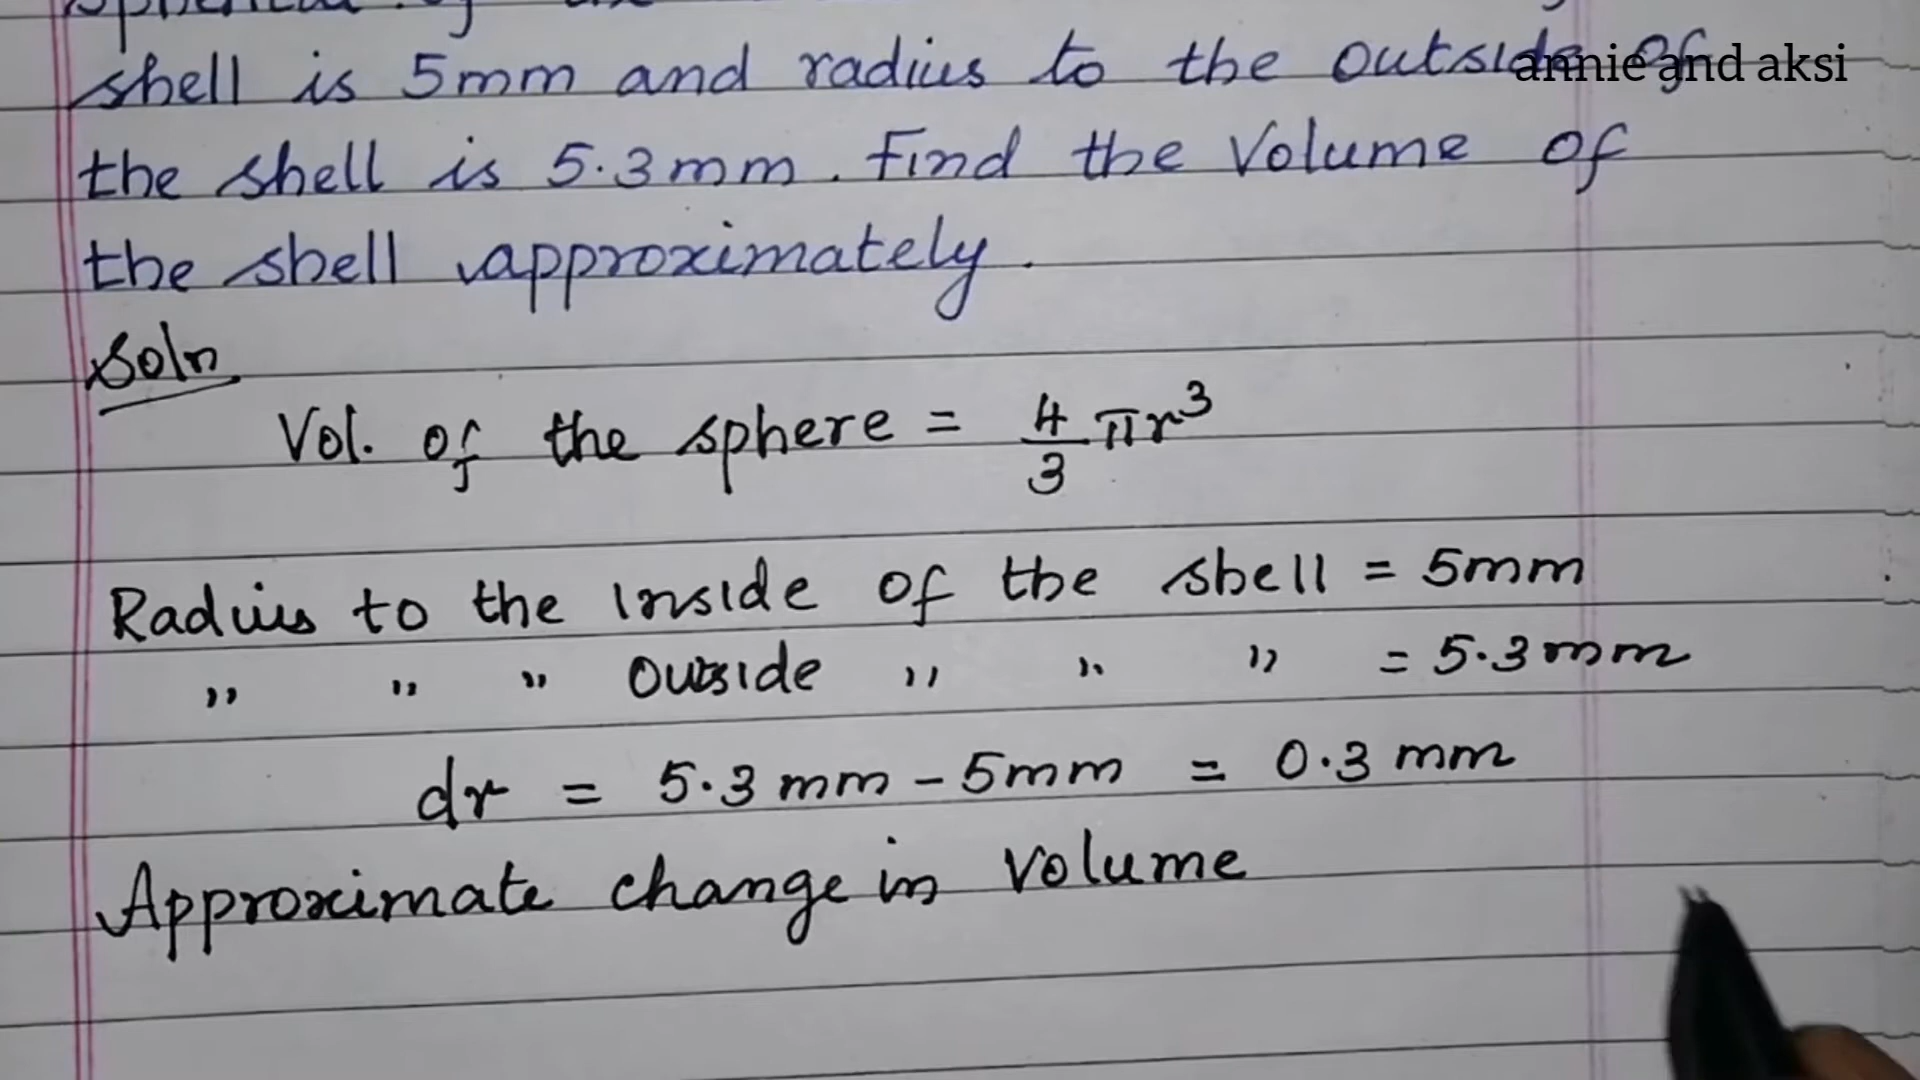 shell is 5mm and radius to the outside of
annie and aksi
the shell is 5.3mm. Find the Volume of
the shell approximately.
Soln
Vol. of the sphere = 4/3 πr³
Radius to the inside of the shell = 5mm
,, ,, ,, outside ,, ,, ,, = 5.3mm
dr = 5.3mm - 5mm = 0.3 mm
Approximate change in Volume